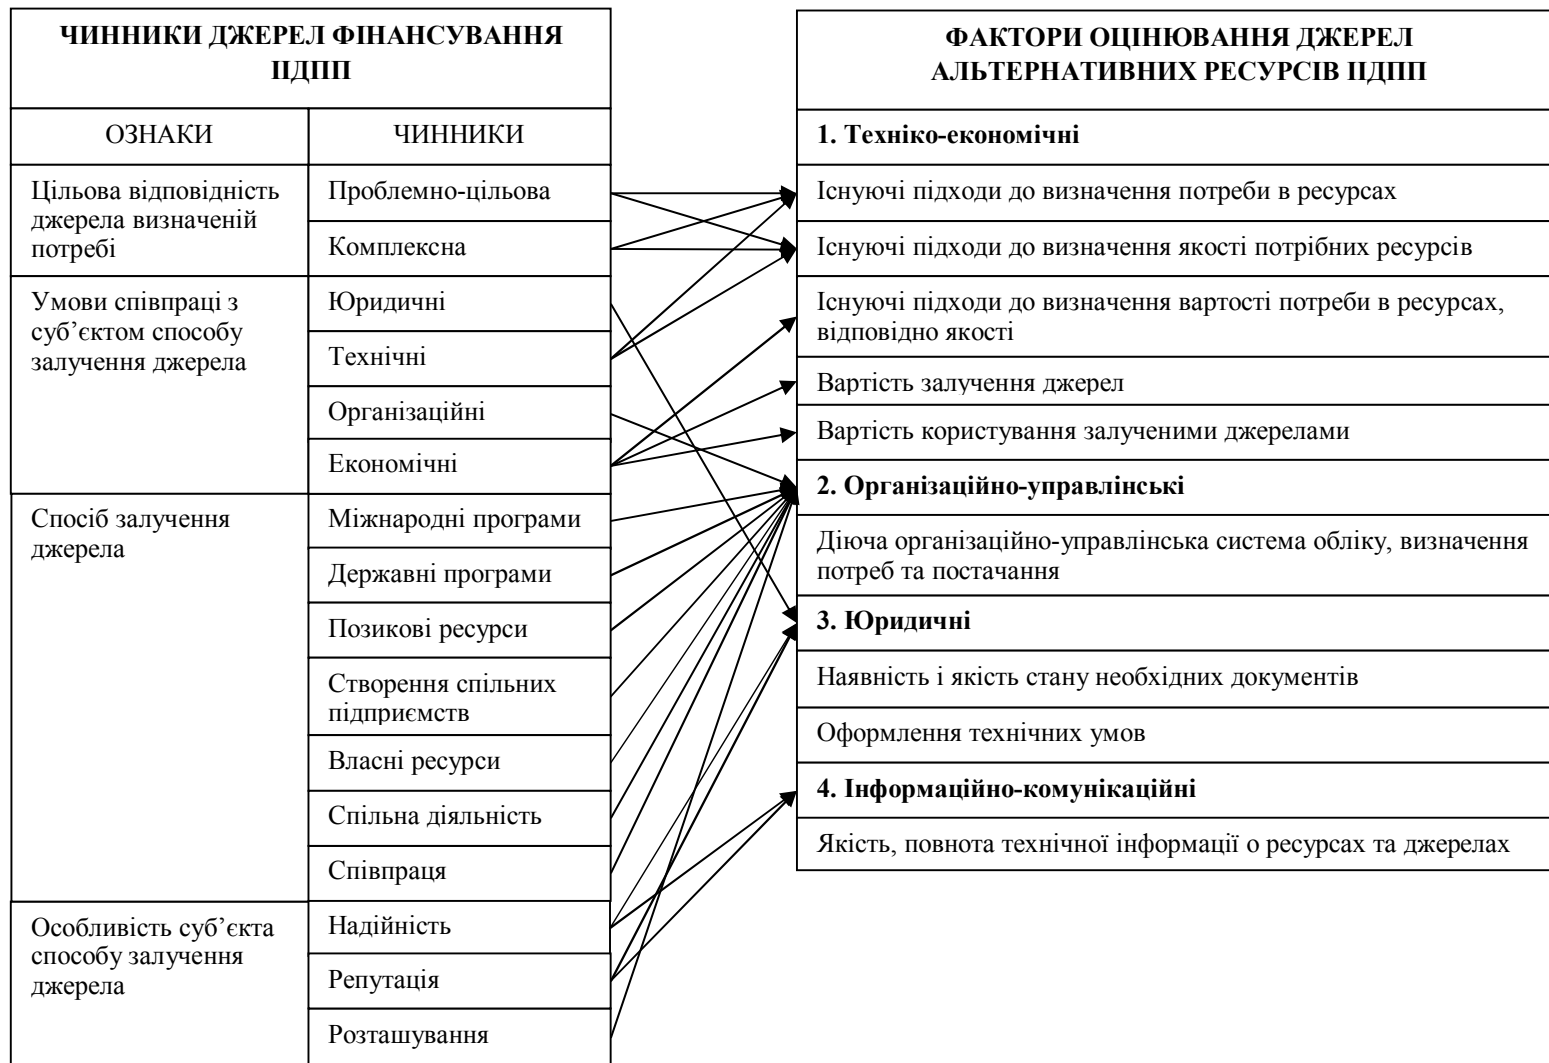 ЧИННИКИ ДЖЕРЕЛ ФІНАНСУВАННЯ
ІІДПП
ОЗНАКИ
ЧИННИКИ
Цільова відповідність
джерела визначеній
потребі
Проблемно-цільова
Комплексна
Умови співпраці з
суб’єктом способу
залучення джерела
Юридичні
Технічні
Організаційні
Економічні
Спосіб залучення
джерела
Міжнародні програми
Державні програми
Позикові ресурси
Створення спільних
підприємств
Власні ресурси
Спільна діяльність
Співпраця
Особливість суб’єкта
способу залучення
джерела
Надійність
Репутація
Розташування
ФАКТОРИ ОЦІНЮВАННЯ ДЖЕРЕЛ
АЛЬТЕРНАТИВНИХ РЕСУРСІВ ІІДПП
1. Техніко-економічні
Існуючі підходи до визначення потреби в ресурсах
Існуючі підходи до визначення якості потрібних ресурсів
Існуючі підходи до визначення вартості потреби в ресурсах,
відповідно якості
Вартість залучення джерел
Вартість користування залученими джерелами
2. Організаційно-управлінські
Діюча організаційно-управлінська система обліку, визначення
потреб та постачання
3. Юридичні
Наявність і якість стану необхідних документів
Оформлення технічних умов
4. Інформаційно-комунікаційні
Якість, повнота технічної інформації о ресурсах та джерелах